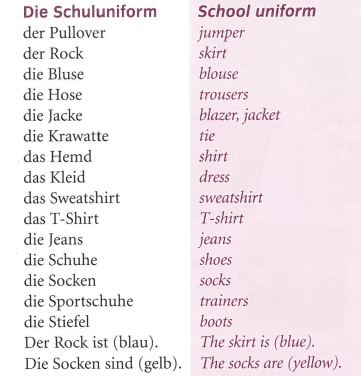 Die Schuluniform School uniform
der Pullover jumper
der Rock skirt
die Bluse blouse
die Hose trousers
die Jacke blazer, jacket
die Krawatte tie
das Hemd shirt
das Kleid dress
das Sweatshirt sweatshirt
das T-Shirt T-shirt
die Jeans jeans
die Schuhe shoes
die Socken socks
die Sportschuhe trainers
die Stiefel boots
Der Rock ist (blau). The skirt is (blue).
Die Socken sind (gelb). The socks are (yellow).